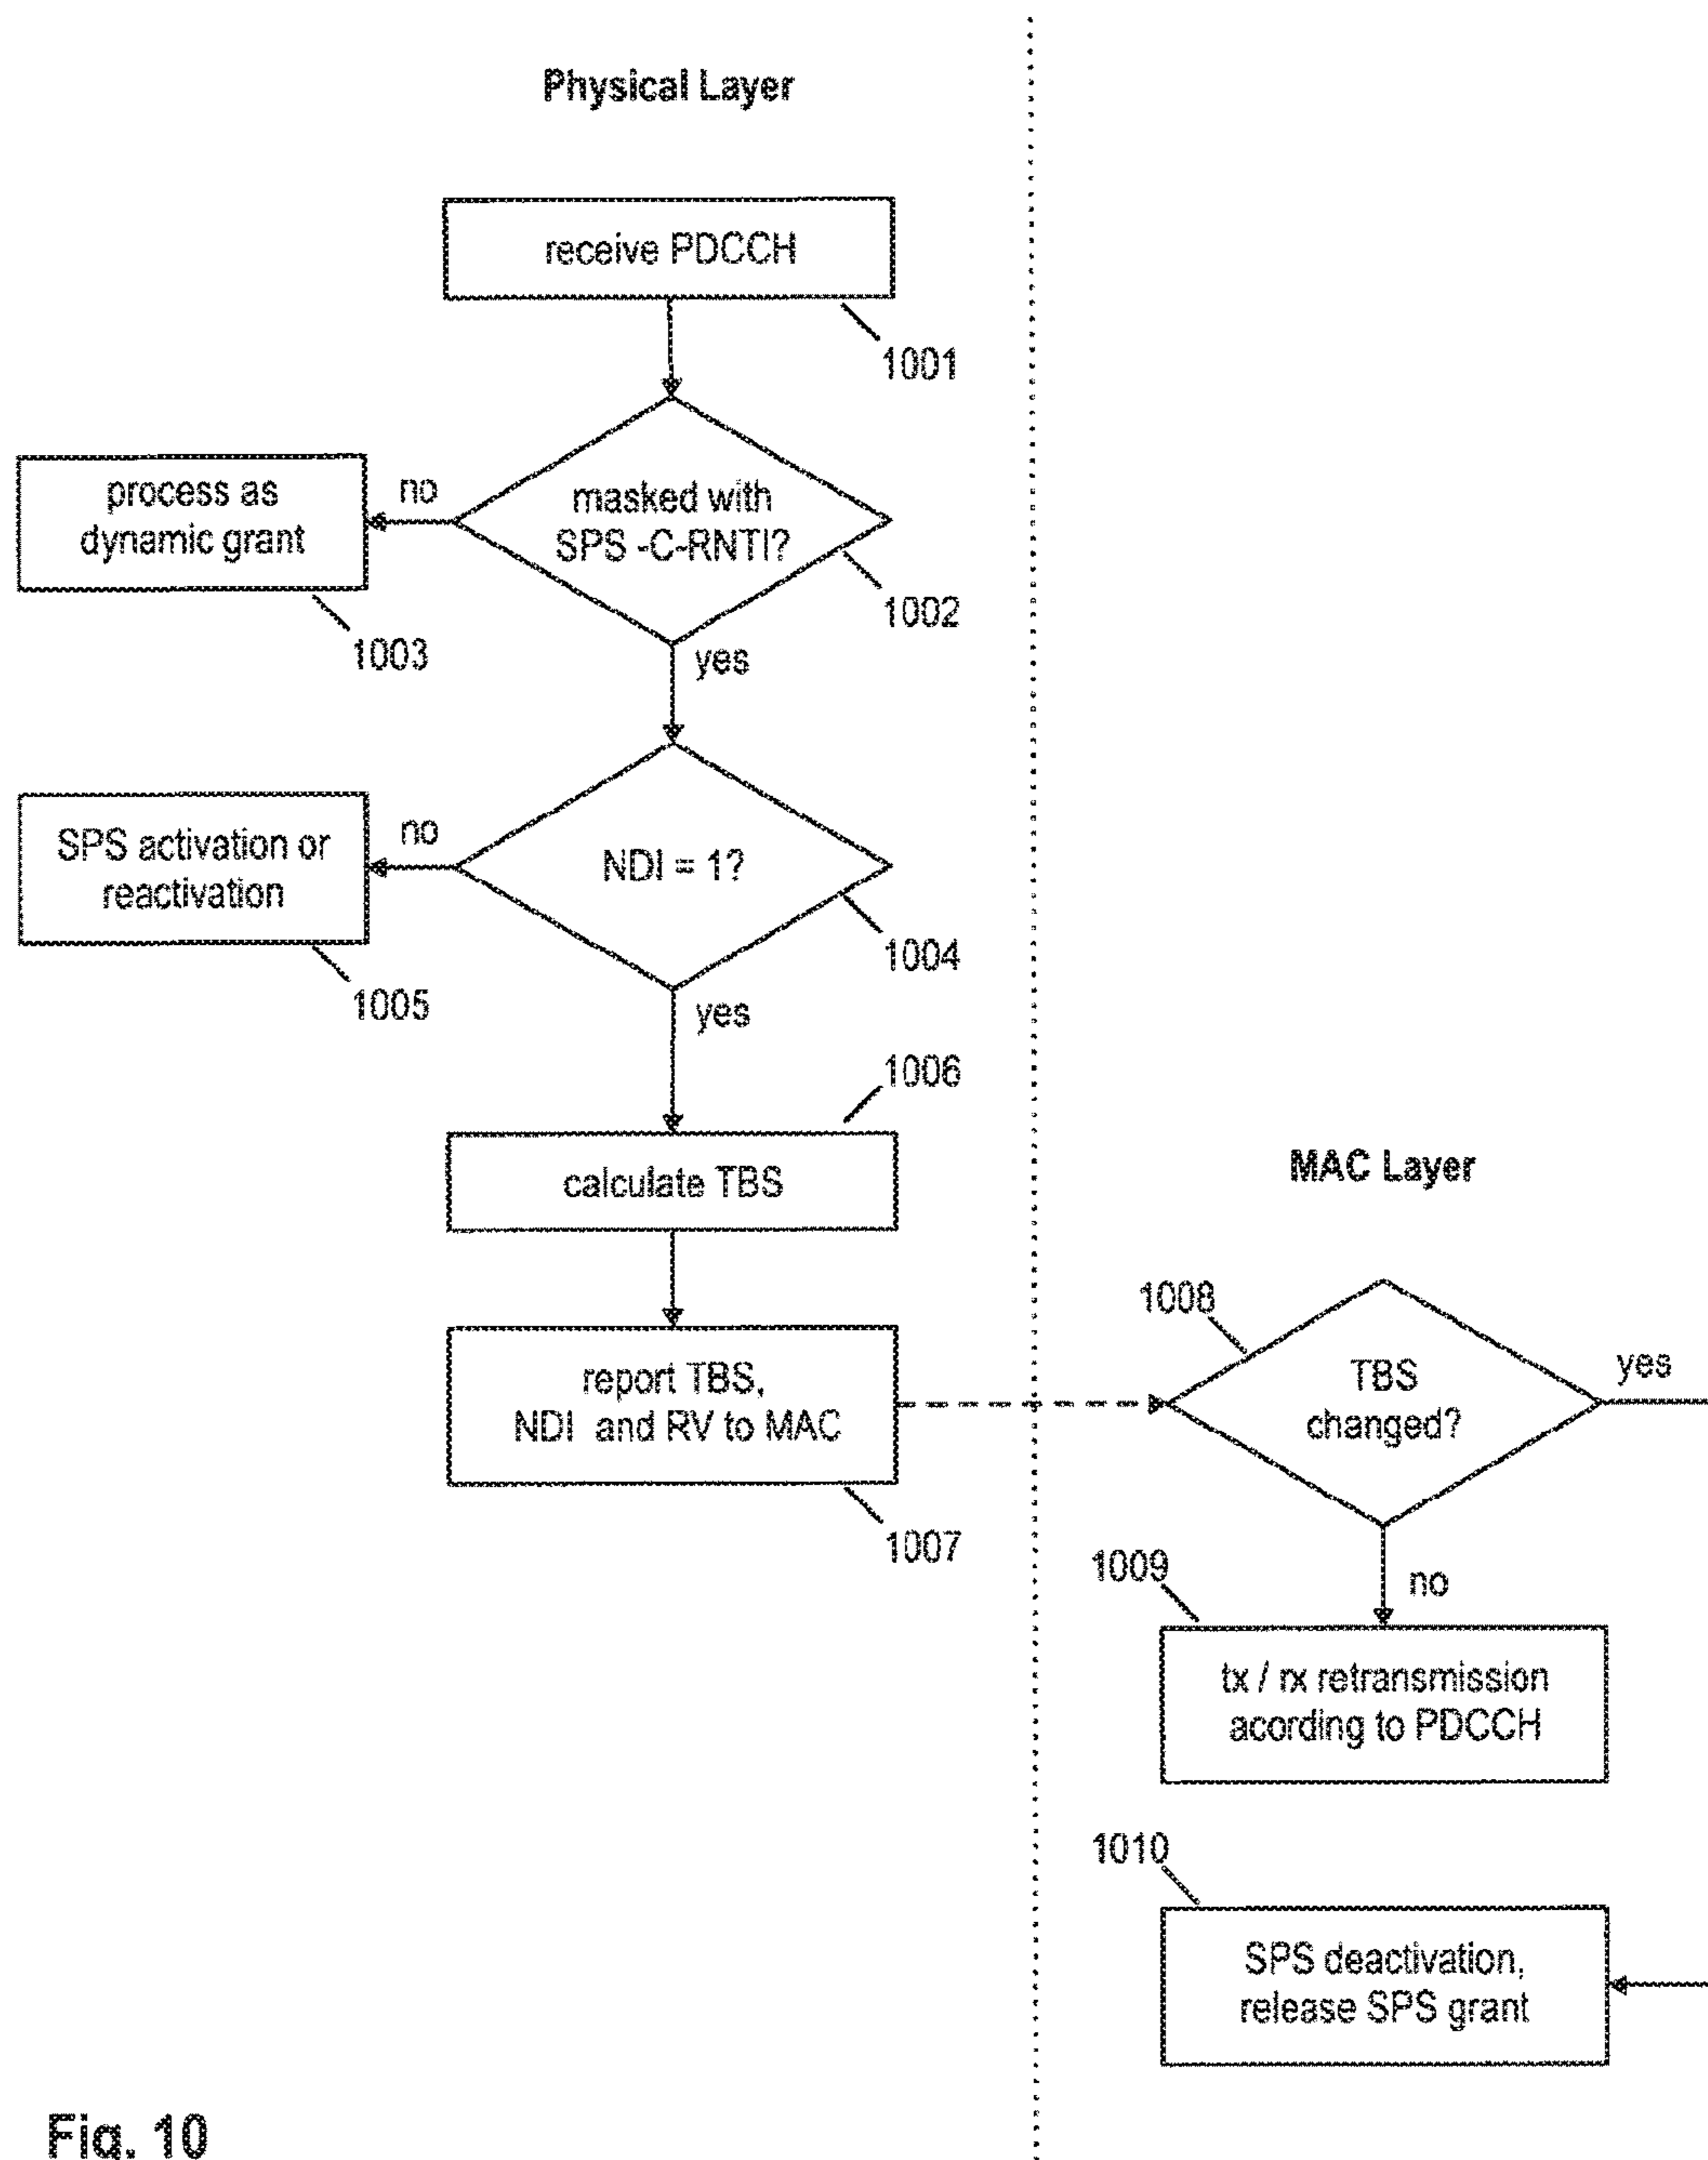 Physical Layer
receive PDCCH
1001
masked with
SPS -C-RNTI?
1002
no
process as
dynamic grant
1003
yes
NDI = 1?
1004
no
SPS activation or
reactivation
1005
yes
1006
calculate TBS
report TBS,
NDI and RV to MAC
1007
MAC Layer
1008
TBS
changed?
yes
no
1009
tx / rx retransmission
acording to PDCCH
1010
SPS deactivation,
release SPS grant
Fig. 10